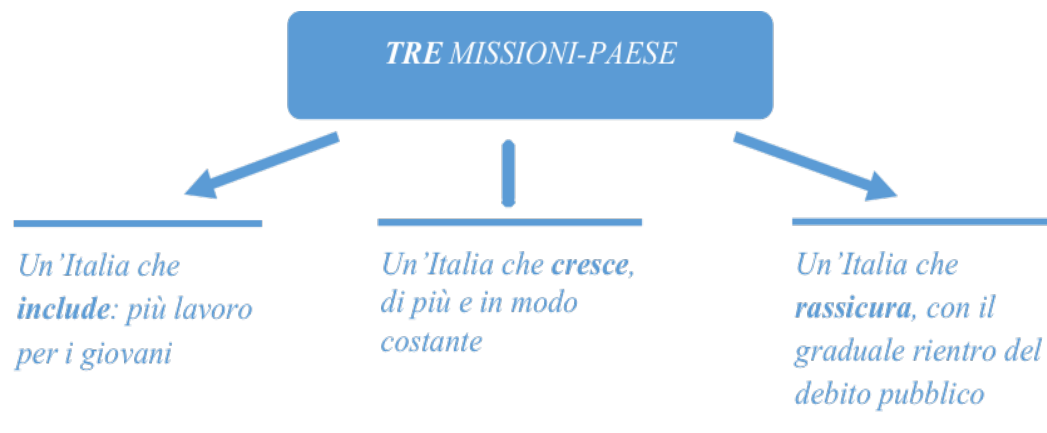 TRE MISSIONI-PAESE
Un’Italia che
include: più lavoro
per i giovani
Un’Italia che cresce,
di più e in modo
costante
Un’Italia che
rassicura, con il
graduale rientro del
debito pubblico